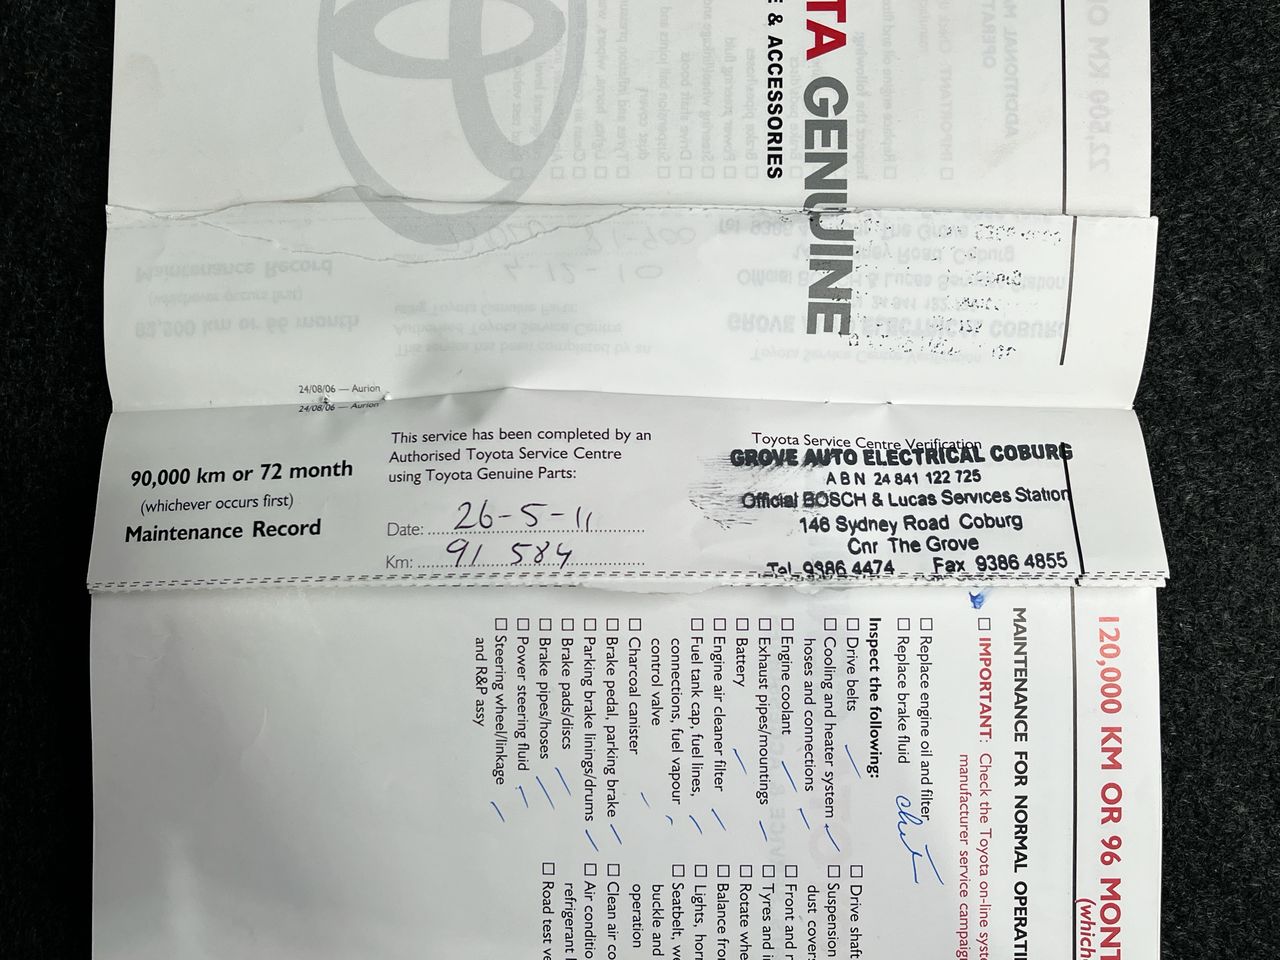 TA GENUINE
E & ACCESSORIES
24/08/06 — Aurion
24/08/06 — Aurion
90,000 km or 72 month
(whichever occurs first)
Maintenance Record
This service has been completed by an
Authorised Toyota Service Centre
using Toyota Genuine Parts:
Date: 26-5-11
Km: 91 584
Toyota Service Centre Verification
GROVE AUTO ELECTRICAL COBURG
ABN 24 841 122 725
Official BOSCH & Lucas Services Station
146 Sydney Road Coburg
Cnr The Grove
Tel 9386 4474 Fax 9386 4855
120,000 KM OR 96 MONT
(which
MAINTENANCE FOR NORMAL OPERATI
☐ IMPORTANT: Check the Toyota on-line syste
manufacturer service campaign
☐ Replace engine oil and filter
☐ Replace brake fluid
Inspect the following:
☐ Drive belts
☐ Cooling and heater system
hoses and connections
☐ Engine coolant
☐ Exhaust pipes/mountings
☐ Battery
☐ Engine air cleaner filter
☐ Fuel tank cap, fuel lines,
connections, fuel vapour
control valve
☐ Charcoal canister
☐ Brake pedal, parking brake
☐ Parking brake linings/drums
☐ Brake pads/discs
☐ Brake pipes/hoses
☐ Power steering fluid
☐ Steering wheel/linkage
and R&P assy
☐ Drive shaft
☐ Suspension
dust covers
☐ Front and r
☐ Tyres and i
☐ Rotate whe
☐ Balance fro
☐ Lights, horn
☐ Seatbelt, we
buckle and
operation
☐ Clean air co
☐ Air conditio
refrigerant l
☐ Road test v